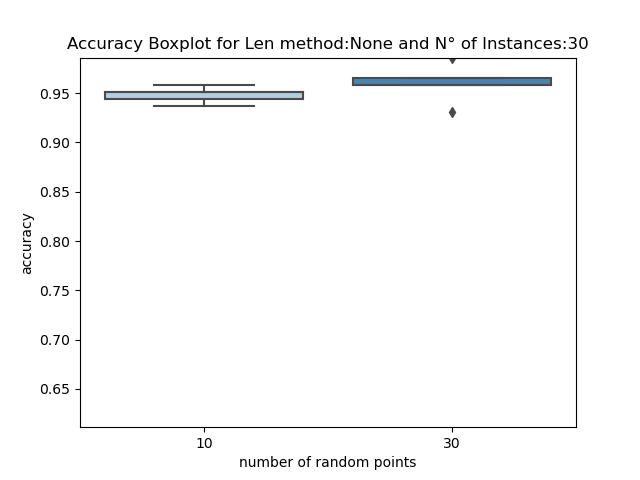 Accuracy Boxplot for Len method:None and N° of Instances:30
0.95
0.90
0.85
0.80
0.75
0.70
0.65
accuracy
10 30
number of random points